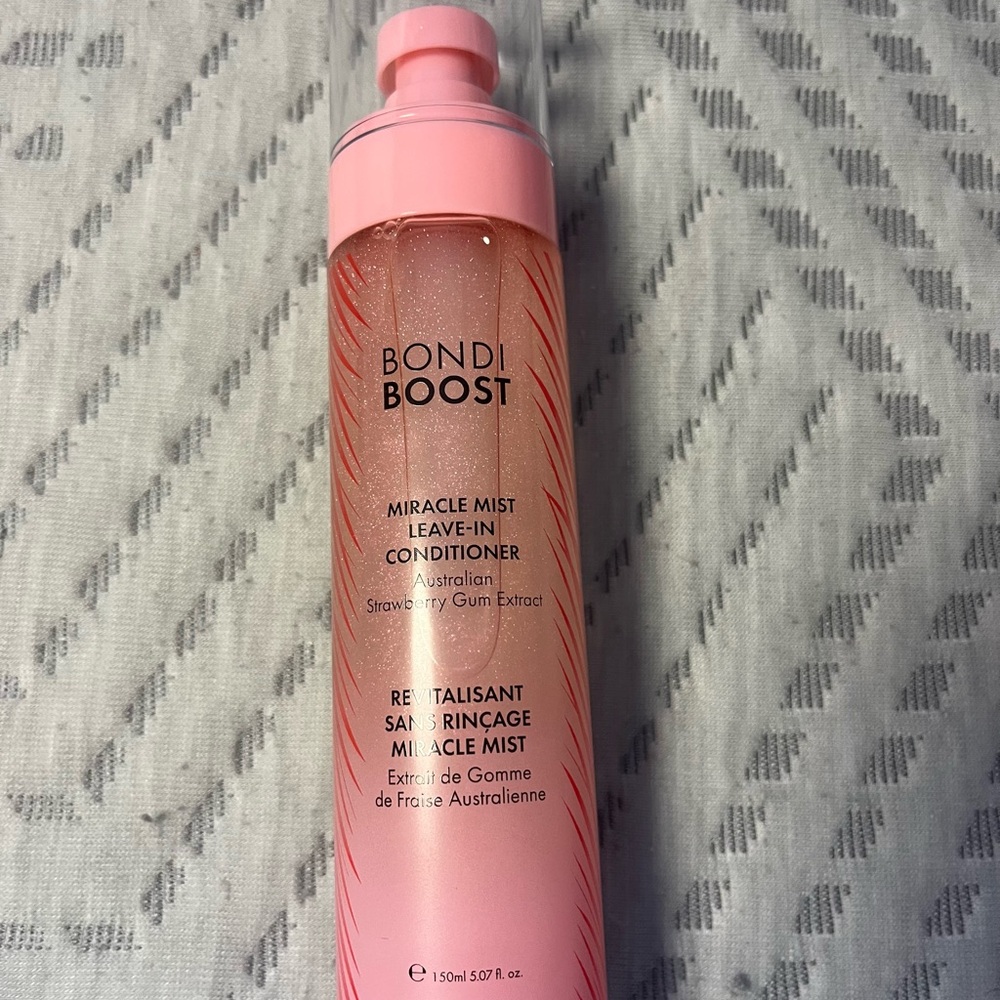 BONDI
BOOST
MIRACLE MIST
LEAVE-IN
CONDITIONER
Australian
Strawberry Gum Extract
REVITALISANT
SANS RINÇAGE
MIRACLE MIST
Extrait de Gomme
de Fraise Australienne
℮ 150ml 5.07 fl. oz.